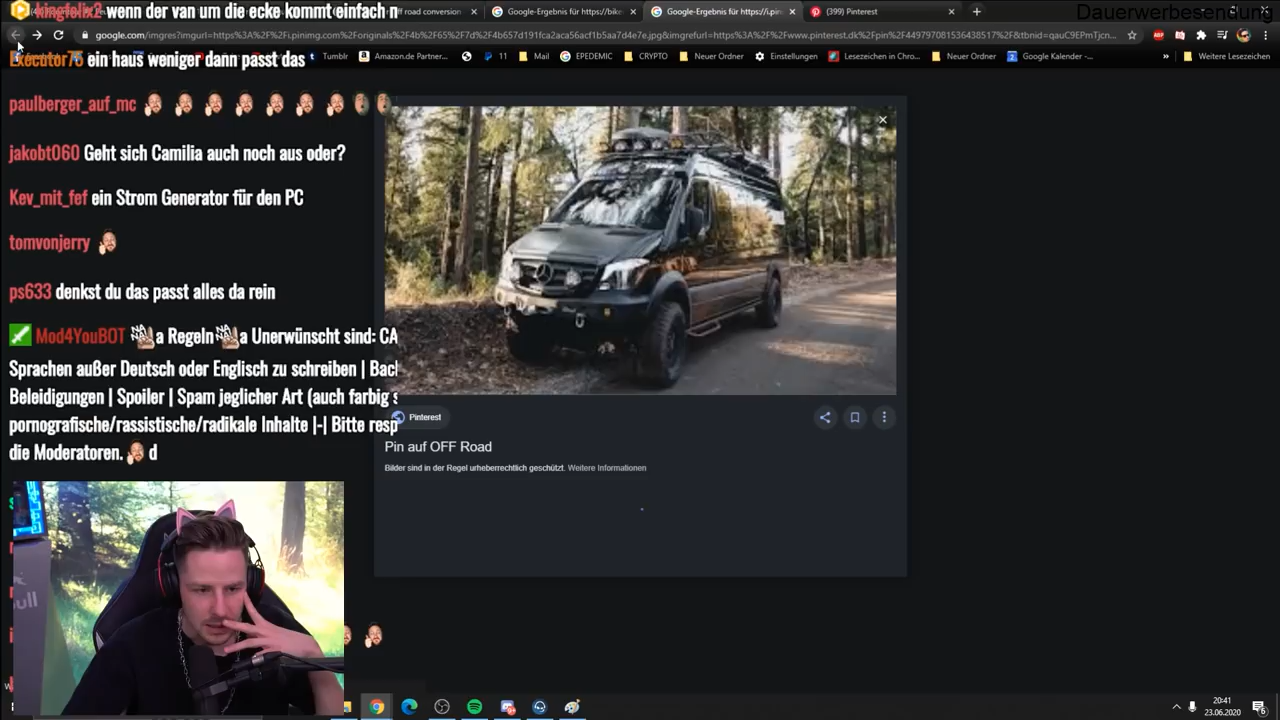 Dauerwerbesendung
ff road conversion
Google-Ergebnis für https://bike
Google-Ergebnis für https://i.pin
(399) Pinterest
google.com/imgres?imgurl=https%3A%2F%2Fi.pinimg.com%2Foriginals%2F4b%2F65%2F7d%2F4b657d191fca2aca56acf1b5aa7d4e7e.jpg&imgrefurl=https%3A%2F%2Fwww.pinterest.dk%2Fpin%2F449797081536438517%2F&tbnid=qauC9EPmTjcn...
Tumblr
Amazon.de Partner...
11
Mail
EPEDEMIC
CRYPTO
Neuer Ordner
Einstellungen
Lesezeichen in Chro...
Neuer Ordner
Google Kalender -...
»
Weitere Lesezeichen
kingfelix2 wenn der van um die ecke kommt einfach n
Executor75 ein haus weniger dann passt das
paulberger_auf_mc
jakobt060 Geht sich Camilia auch noch aus oder?
Kev_mit_fef ein Strom Generator für den PC
tomvonjerry
ps633 denkst du das passt alles da rein
Mod4YouBOT a Regeln a Unerwünscht sind: CA
Sprachen außer Deutsch oder Englisch zu schreiben | Bac
Beleidigungen | Spoiler | Spam jeglicher Art (auch farbig s
pornografische/rassistische/radikale Inhalte |-| Bitte resp
die Moderatoren. d
Pinterest
Pin auf OFF Road
Bilder sind in der Regel urheberrechtlich geschützt. Weitere Informationen
20:41
23.06.2020